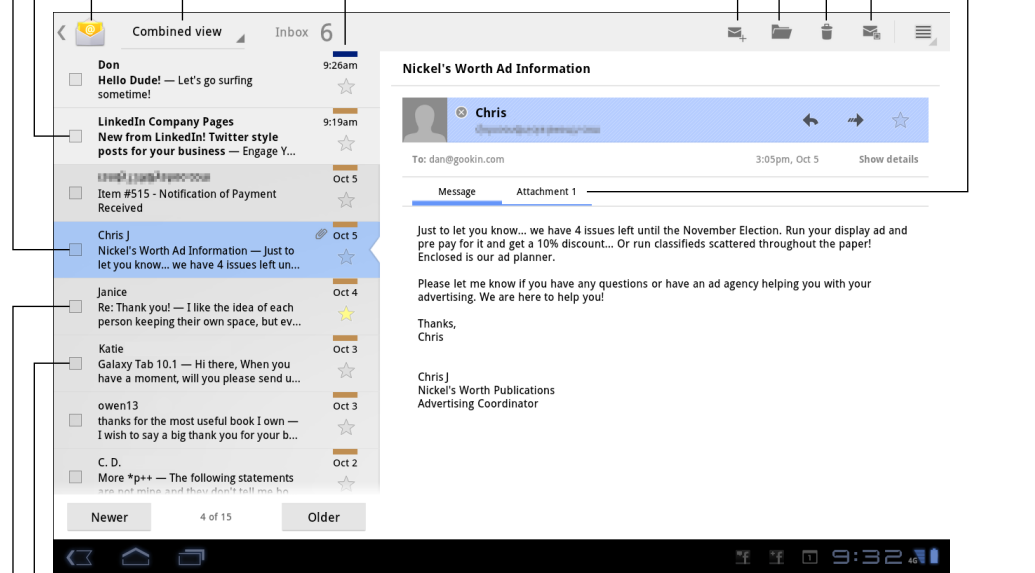 Combined view
Inbox 6
Don
9:26am
Hello Dude! — Let's go surfing
sometime!
LinkedIn Company Pages
9:19am
New from LinkedIn! Twitter style
posts for your business — Engage Y...
Oct 5
Item #515 - Notification of Payment
Received
Chris J
Oct 5
Nickel's Worth Ad Information — Just to
let you know... we have 4 issues left un...
Janice
Oct 4
Re: Thank you! — I like the idea of each
person keeping their own space, but ev...
Katie
Oct 3
Galaxy Tab 10.1 — Hi there, When you
have a moment, will you please send u...
owen13
Oct 3
thanks for the most useful book I own —
I wish to say a big thank you for your b...
C. D.
Oct 2
More *p++ — The following statements
are not mine and they don't tell me ho
Newer
4 of 15
Older
Nickel's Worth Ad Information
Chris
To: dan@gookin.com
3:05pm, Oct 5
Show details
Message
Attachment 1
Just to let you know... we have 4 issues left until the November Election. Run your display ad and
pre pay for it and get a 10% discount... Or run classifieds scattered throughout the paper!
Enclosed is our ad planner.
Please let me know if you have any questions or have an ad agency helping you with your
advertising. We are here to help you!
Thanks,
Chris
Chris J
Nickel's Worth Publications
Advertising Coordinator
1
9:32
4G